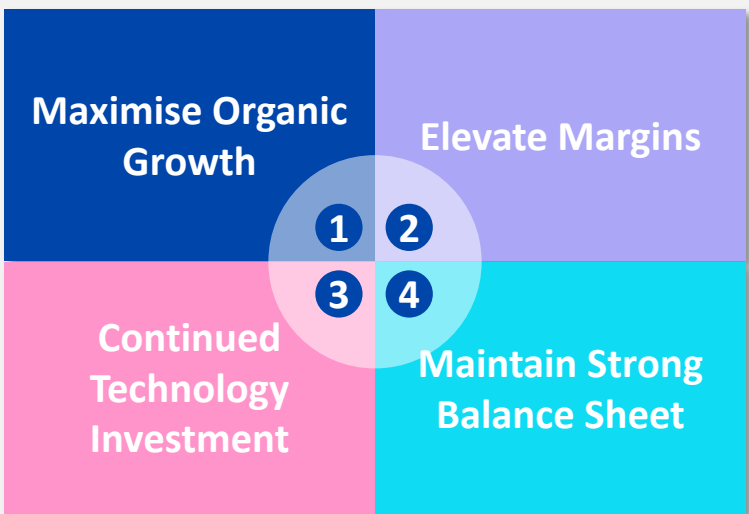 Maximise Organic
Growth
Elevate Margins
1
2
3
4
Continued
Technology
Investment
Maintain Strong
Balance Sheet